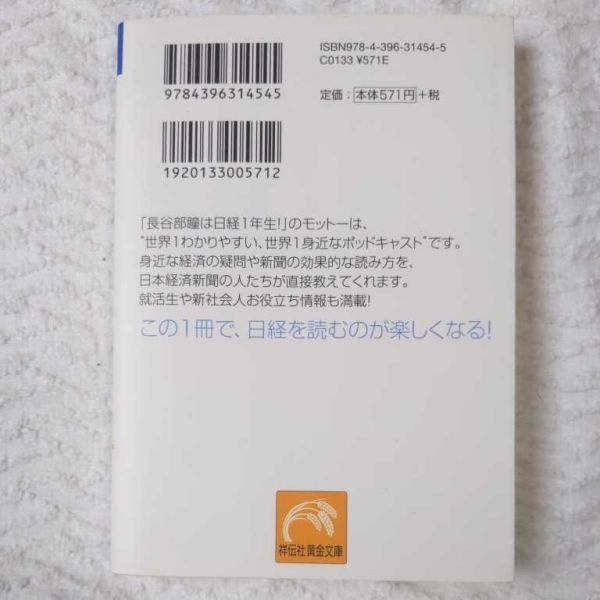 ISBN978-4-396-31454-5
C0133 ¥571E
9784396314545
定価：本体571円+税
1920133005712
「長谷部瞳は日経1年生!」のモットーは、
“世界1わかりやすい、世界1身近なポッドキャスト”です。
身近な経済の疑問や新聞の効果的な読み方を、
日本経済新聞の人たちが直接教えてくれます。
就活生や新社会人お役立ち情報も満載!
この1冊で、日経を読むのが楽しくなる!
祥伝社黄金文庫